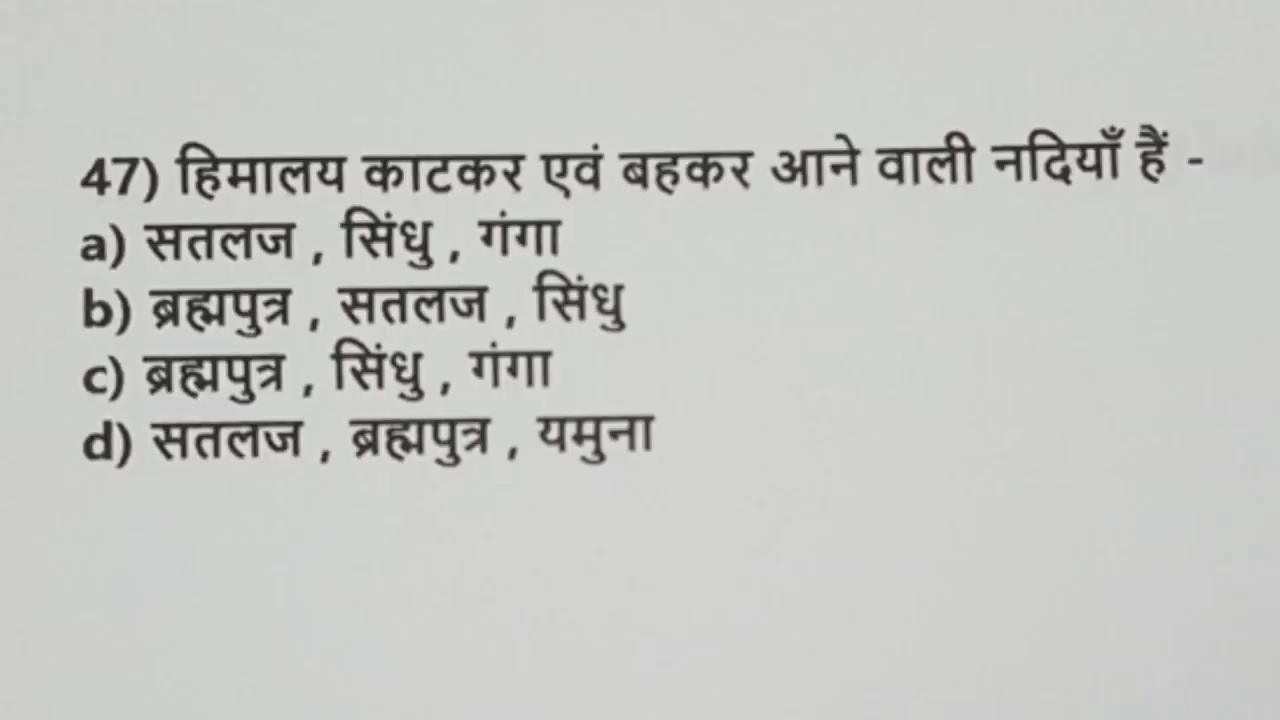 47) हिमालय काटकर एवं बहकर आने वाली नदियाँ हैं -
a) सतलज , सिंधु , गंगा
b) ब्रह्मपुत्र , सतलज , सिंधु
c) ब्रह्मपुत्र , सिंधु , गंगा
d) सतलज , ब्रह्मपुत्र , यमुना